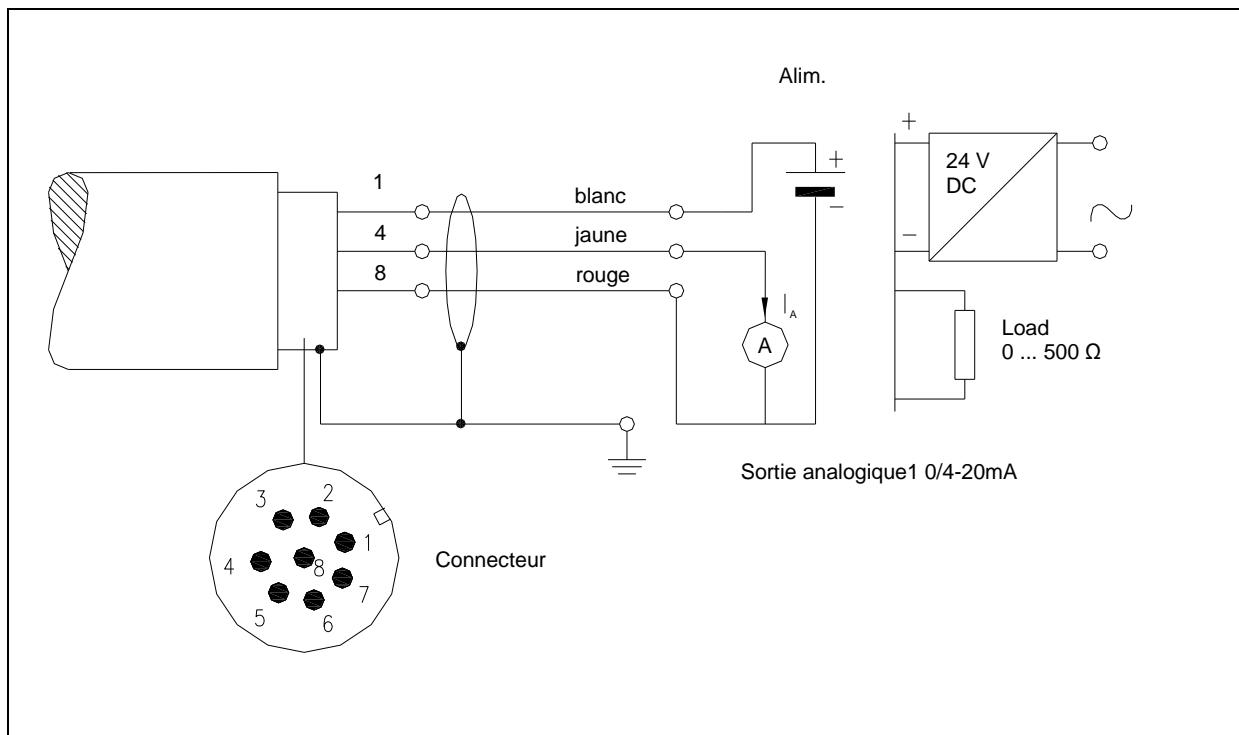 Alim.
+
24 V
DC
1
blanc
+
4
jaune
−
−
8
rouge
I A
A
Load
0 ... 500 Ω
Sortie analogique1 0/4-20mA
3
2
1
4
8
Connecteur
7
5
6